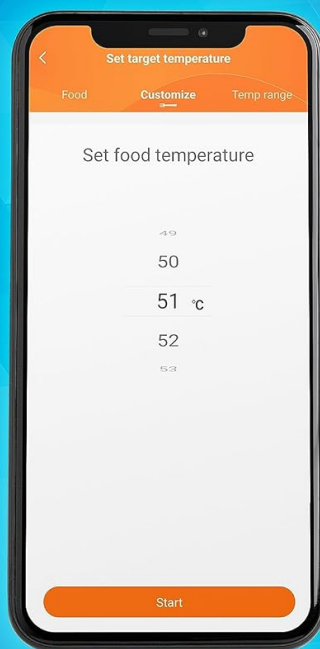 Set target temperature
Food Customize Temp range
Set food temperature
49
50
51 °C
52
53
Start